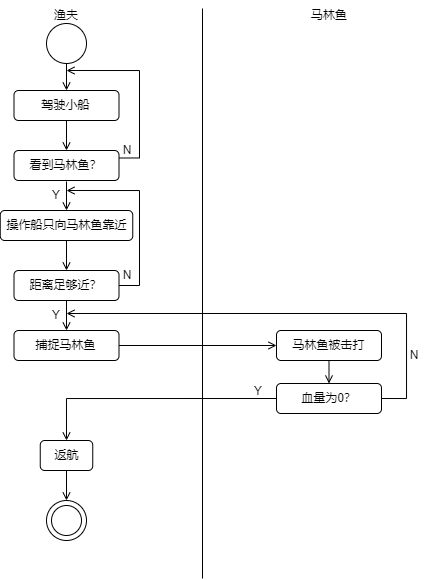 渔夫
马林鱼
驾驶小船
N
看到马林鱼？
Y
操作船只向马林鱼靠近
N
距离足够近？
Y
捕捉马林鱼
马林鱼被击打
N
Y
血量为0？
返航